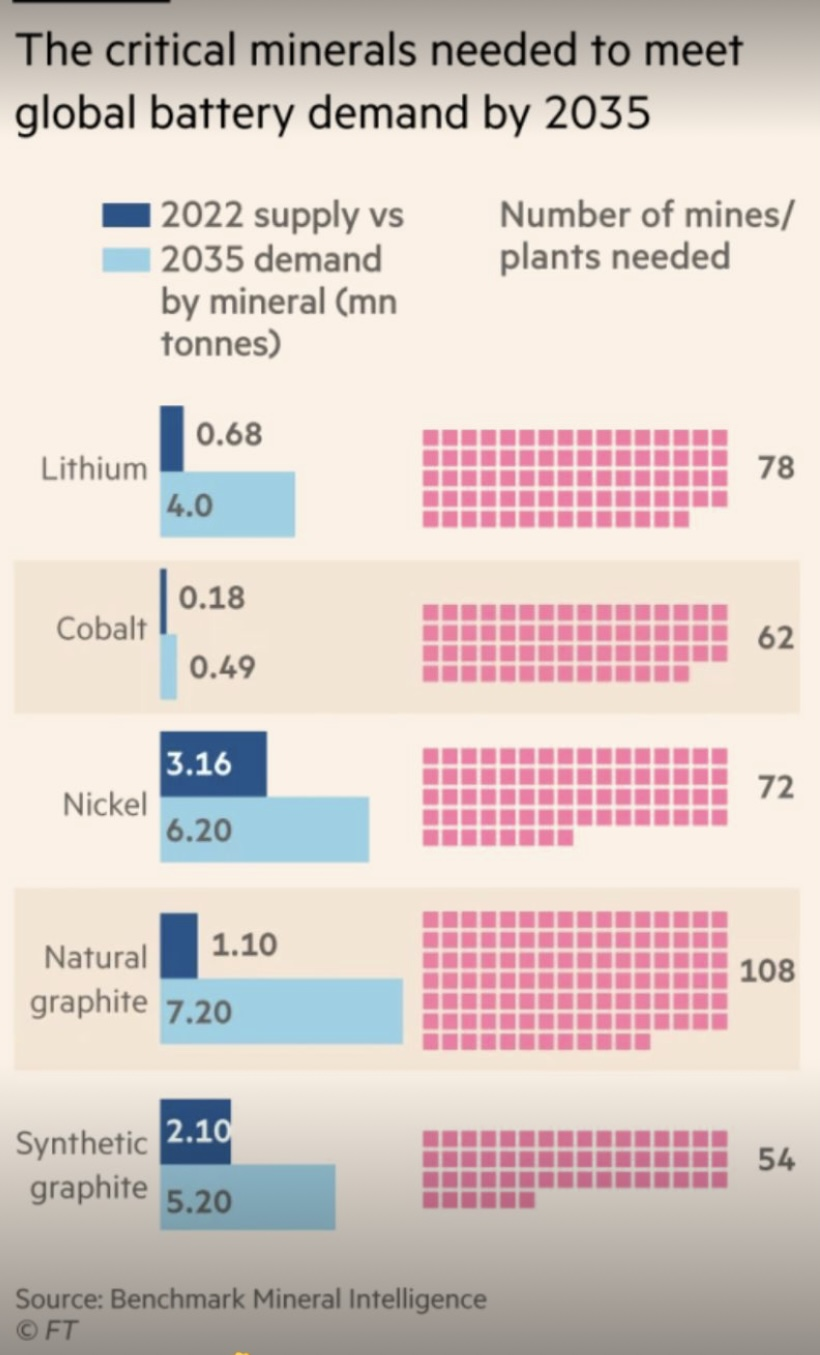 The critical minerals needed to meet
global battery demand by 2035
2022 supply vs
2035 demand
by mineral (mn
tonnes)
Number of mines/
plants needed
Lithium
0.68
4.0
78
Cobalt
0.18
0.49
62
Nickel
3.16
6.20
72
Natural
graphite
1.10
7.20
108
Synthetic
graphite
2.10
5.20
54
Source: Benchmark Mineral Intelligence
© FT